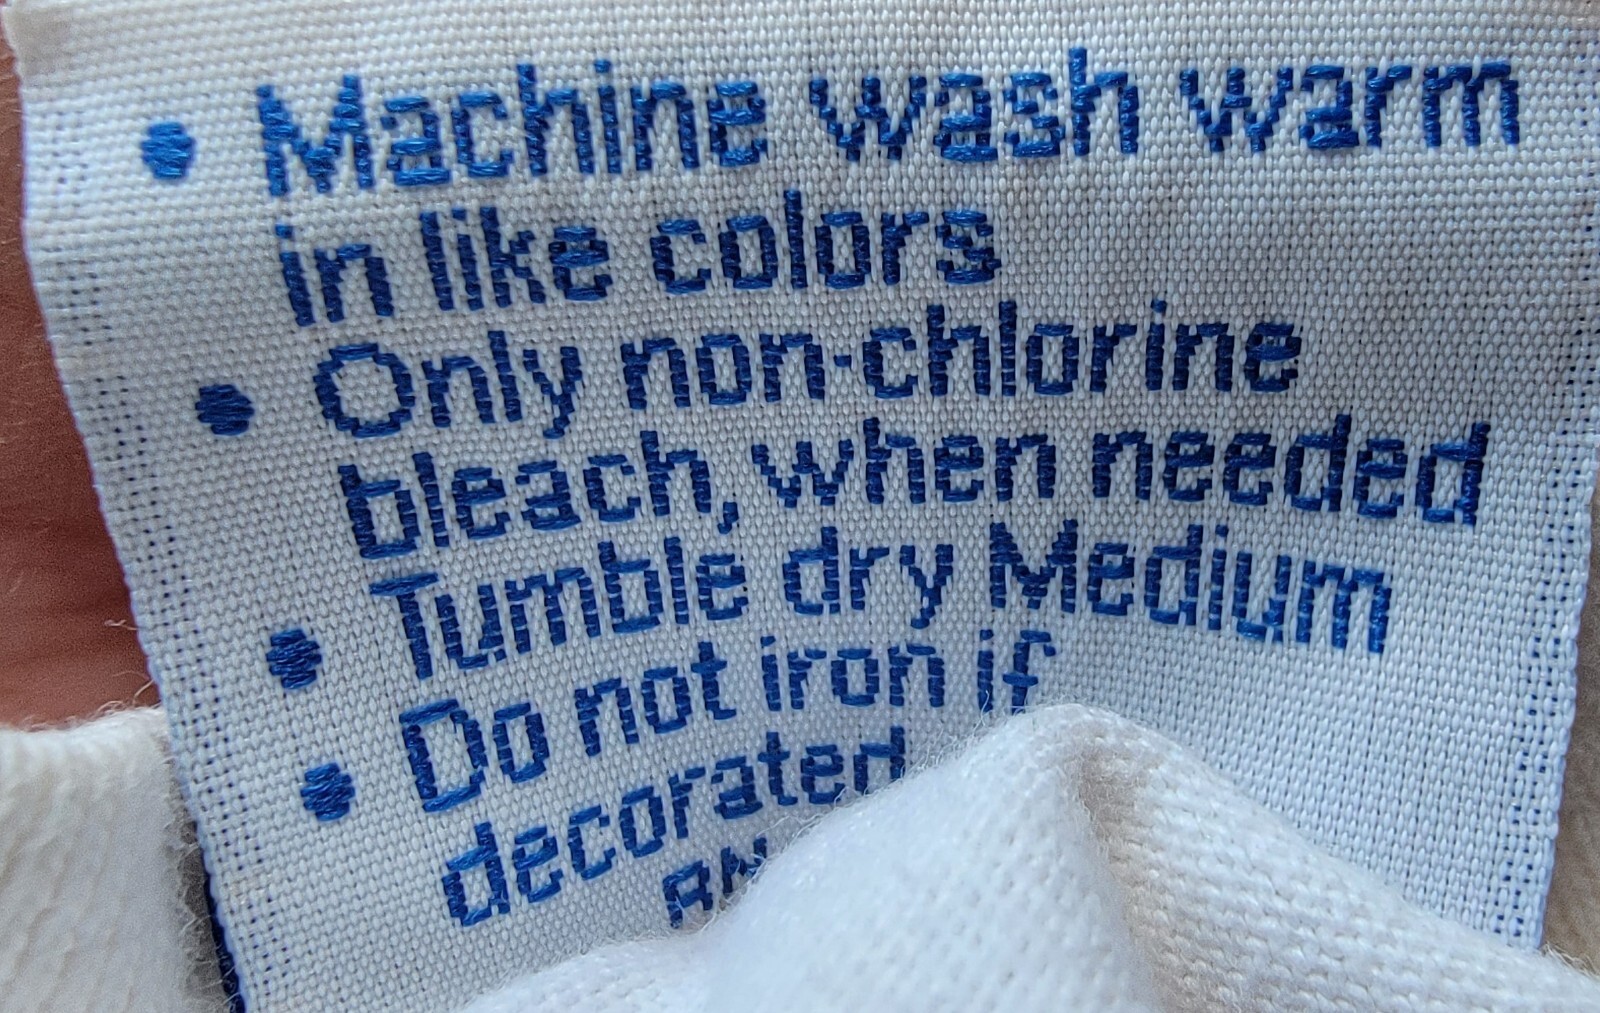 • Machine wash warm
in like colors
• Only non-chlorine
bleach, when needed
• Tumble dry Medium
• Do not iron if
decorated
RN